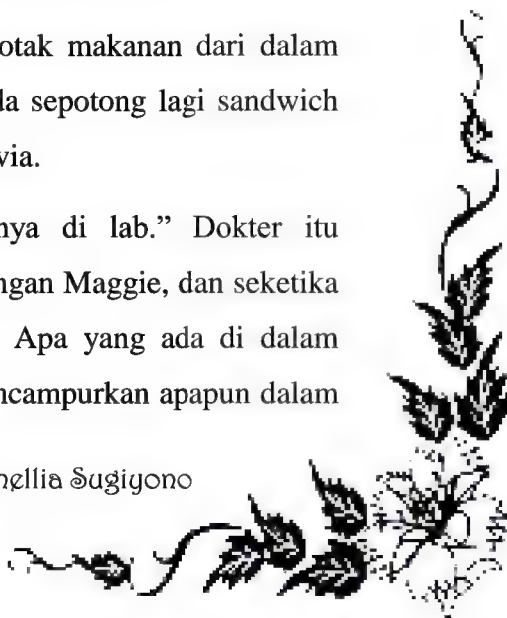 otak makanan dari dalam
da sepotong lagi sandwich
via.
nya di lab.” Dokter itu
ngan Maggie, dan seketika
Apa yang ada di dalam
ncampurkan apapun dalam
nellia Sugiyono